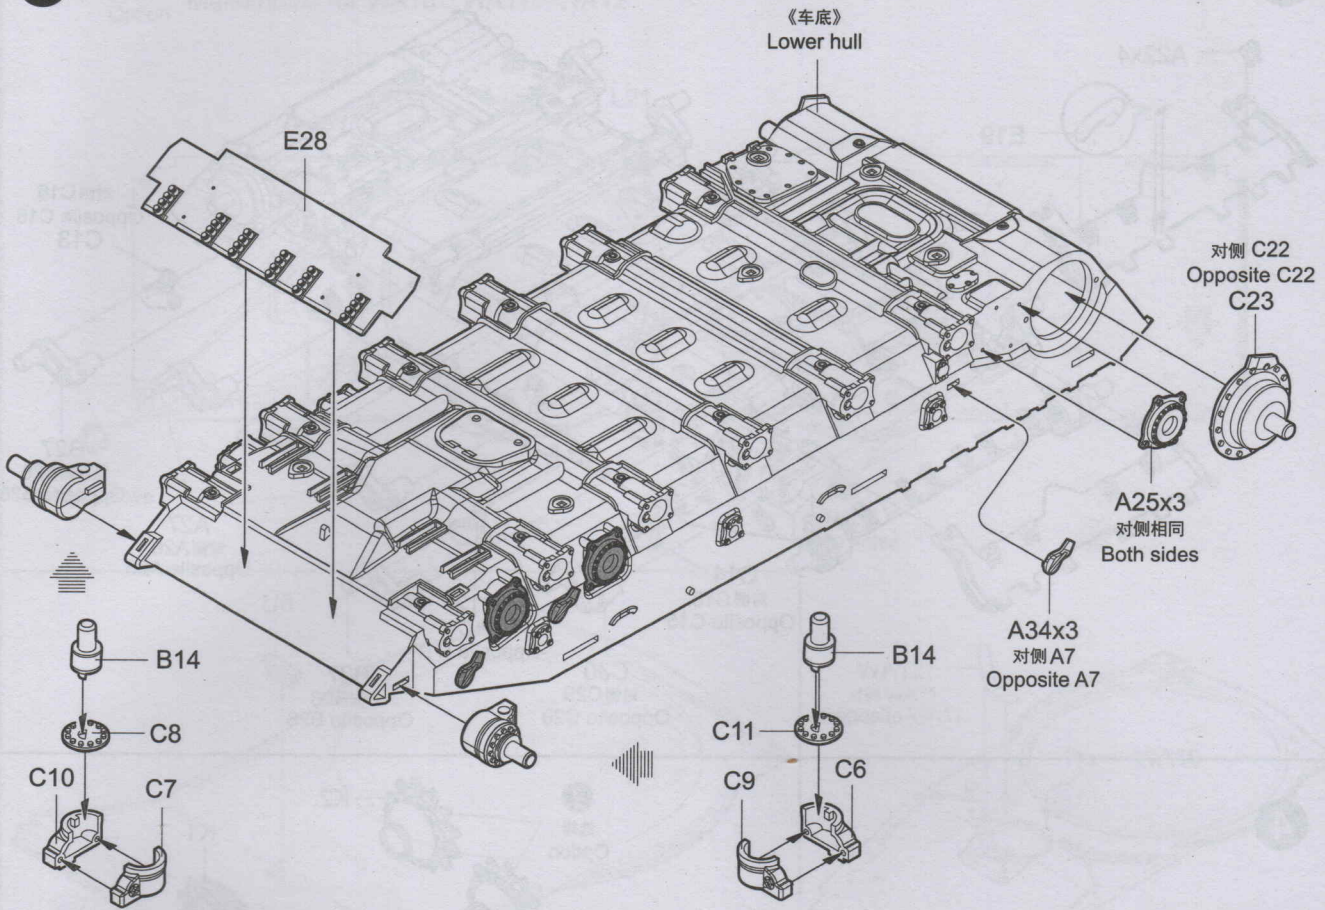 《车底》
Lower hull
E28
对侧 C22
Opposite C22
C23
A25x3
对侧相同
Both sides
A34x3
对侧 A7
Opposite A7
B14
C8
C10
C7
B14
C11
C9
C6